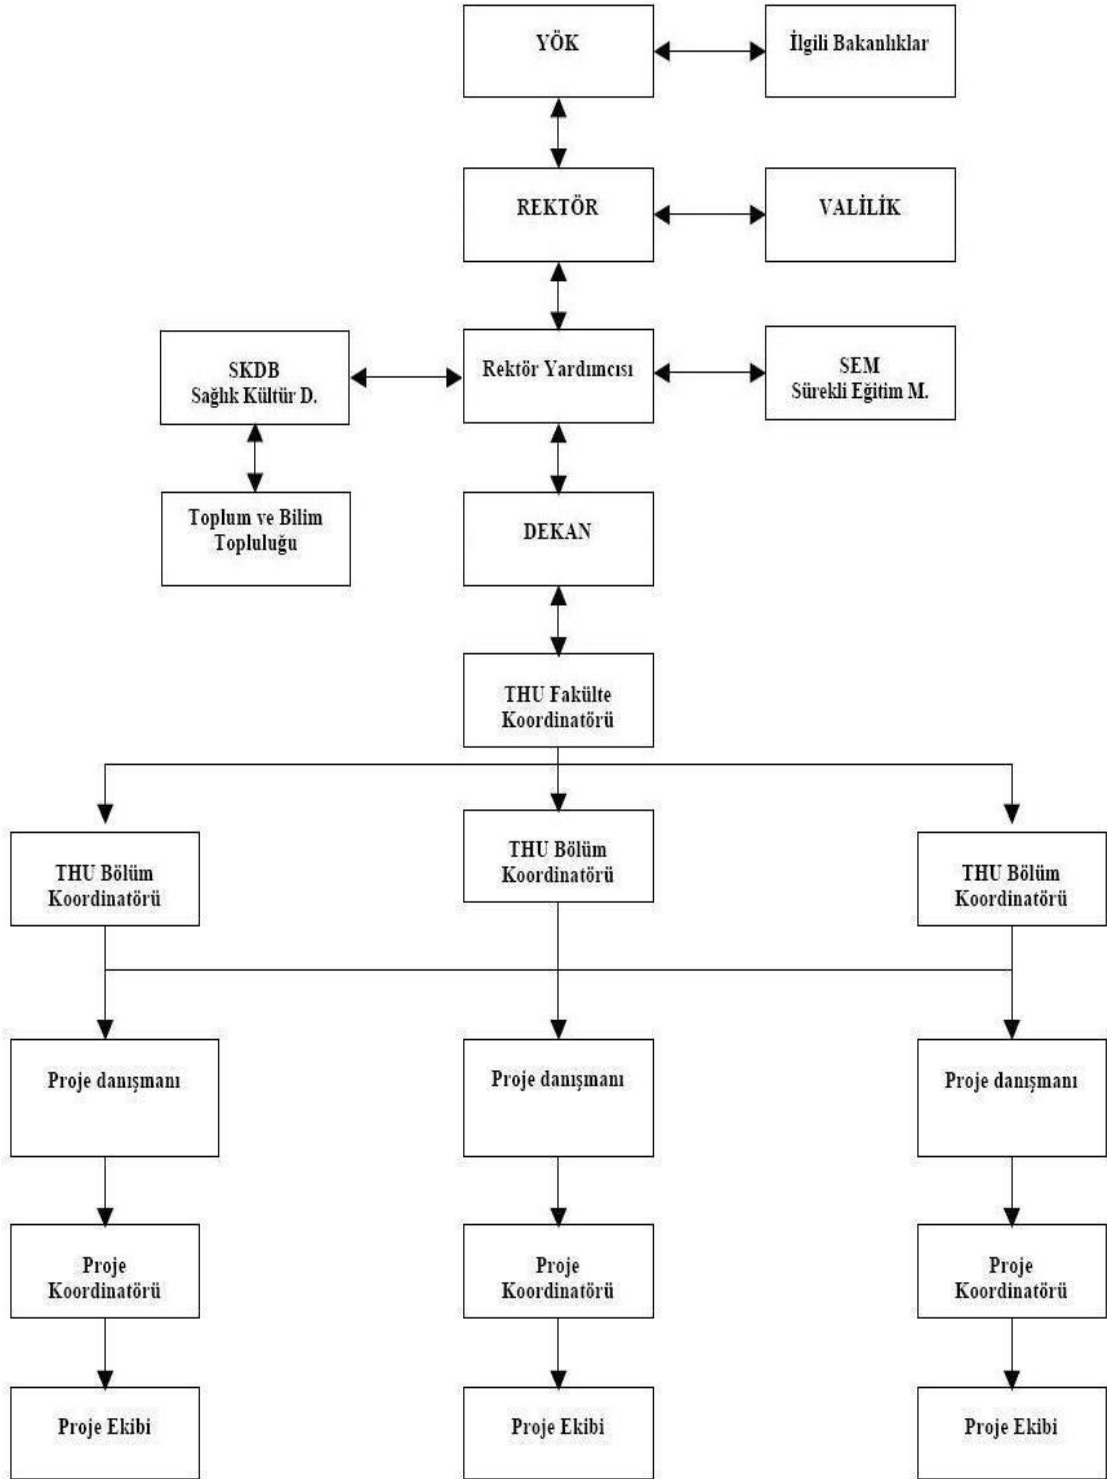 YÖK
İlgili Bakanlıklar
REKTÖR
VALİLİK
SKDB
Sağlık Kültür D.
Rektör Yardımcısı
SEM
Sürekli Eğitim M.
Toplum ve Bilim
Topluluğu
DEKAN
THU Fakülte
Koordinatörü
THU Bölüm
Koordinatörü
THU Bölüm
Koordinatörü
THU Bölüm
Koordinatörü
Proje danışmanı
Proje danışmanı
Proje danışmanı
Proje
Koordinatörü
Proje
Koordinatörü
Proje
Koordinatörü
Proje Ekibi
Proje Ekibi
Proje Ekibi